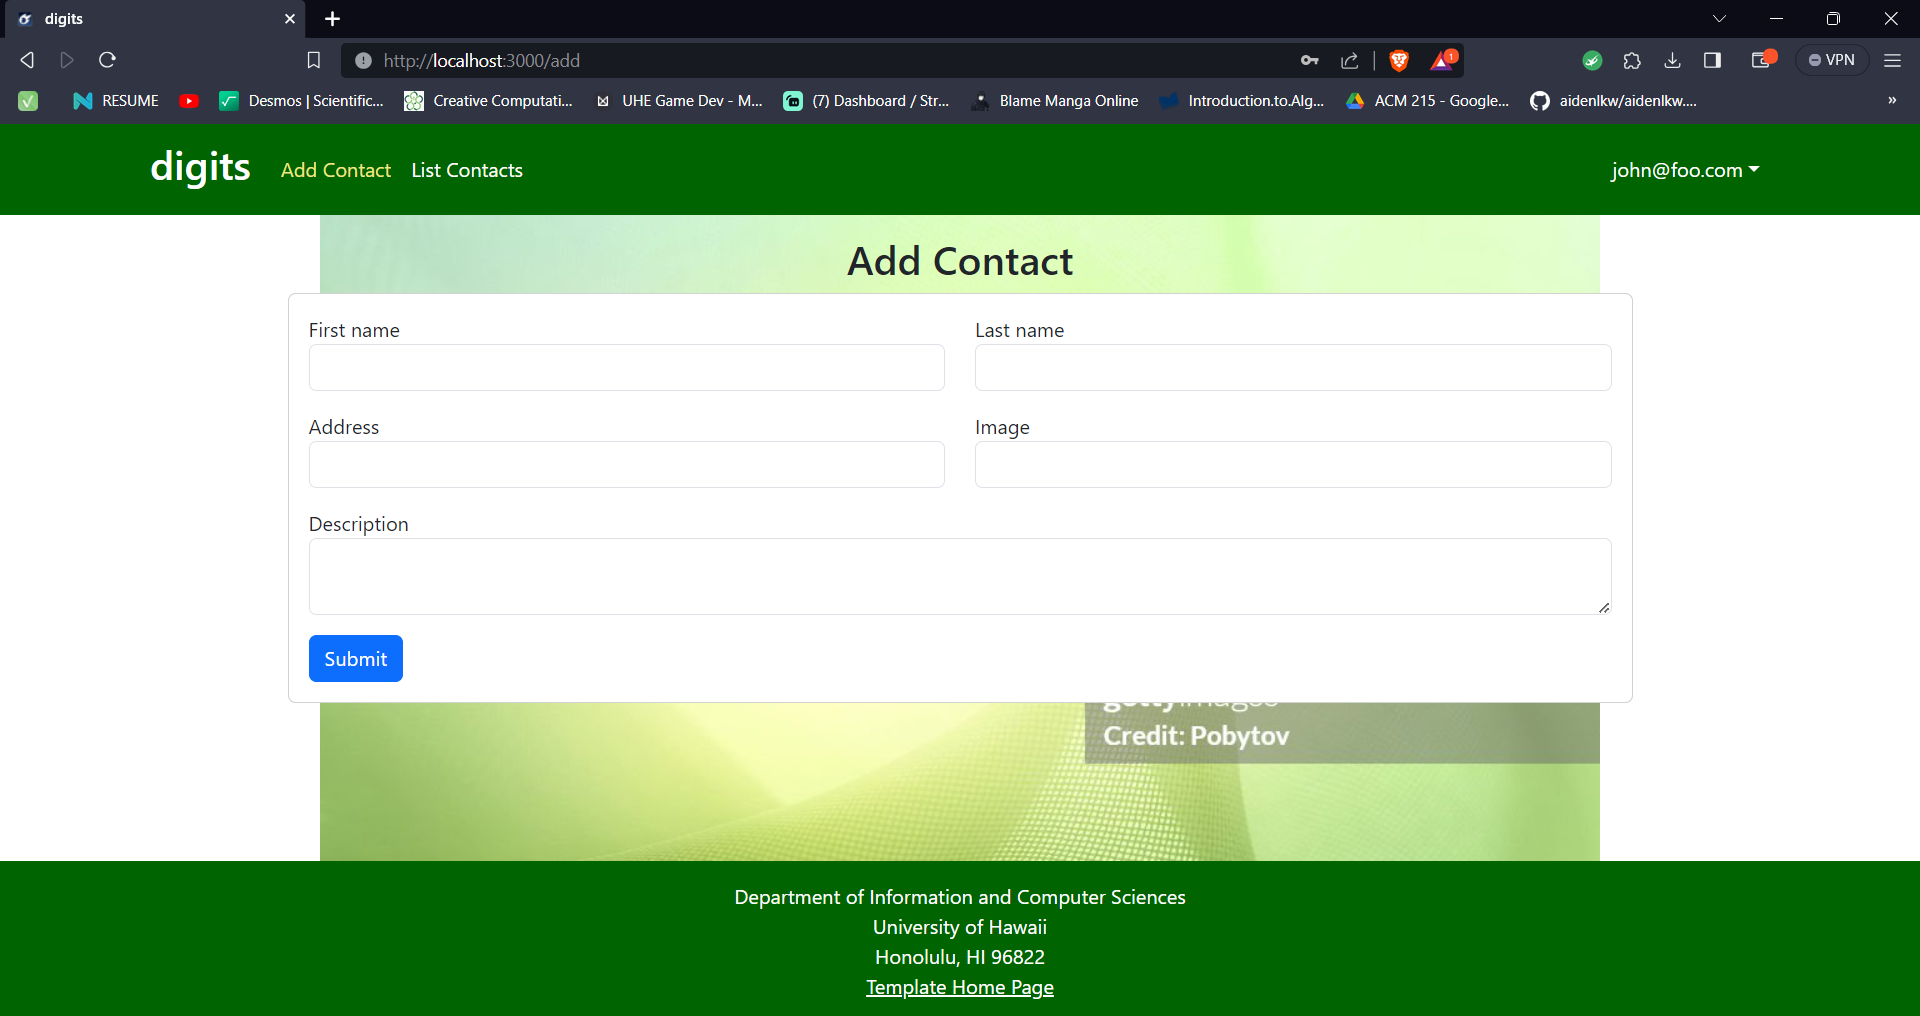 digits
http://localhost:3000/add
1
VPN
RESUME
Desmos | Scientific...
Creative Computati...
UHE Game Dev - M...
(7) Dashboard / Str...
Blame Manga Online
Introduction.to.Alg...
ACM 215 - Google...
aidenlkw/aidenlkw....
»
digits
Add Contact
List Contacts
john@foo.com
Add Contact
First name
Last name
Address
Image
Description
Submit
gettyimages
Credit: Pobytov
Department of Information and Computer Sciences
University of Hawaii
Honolulu, HI 96822
Template Home Page